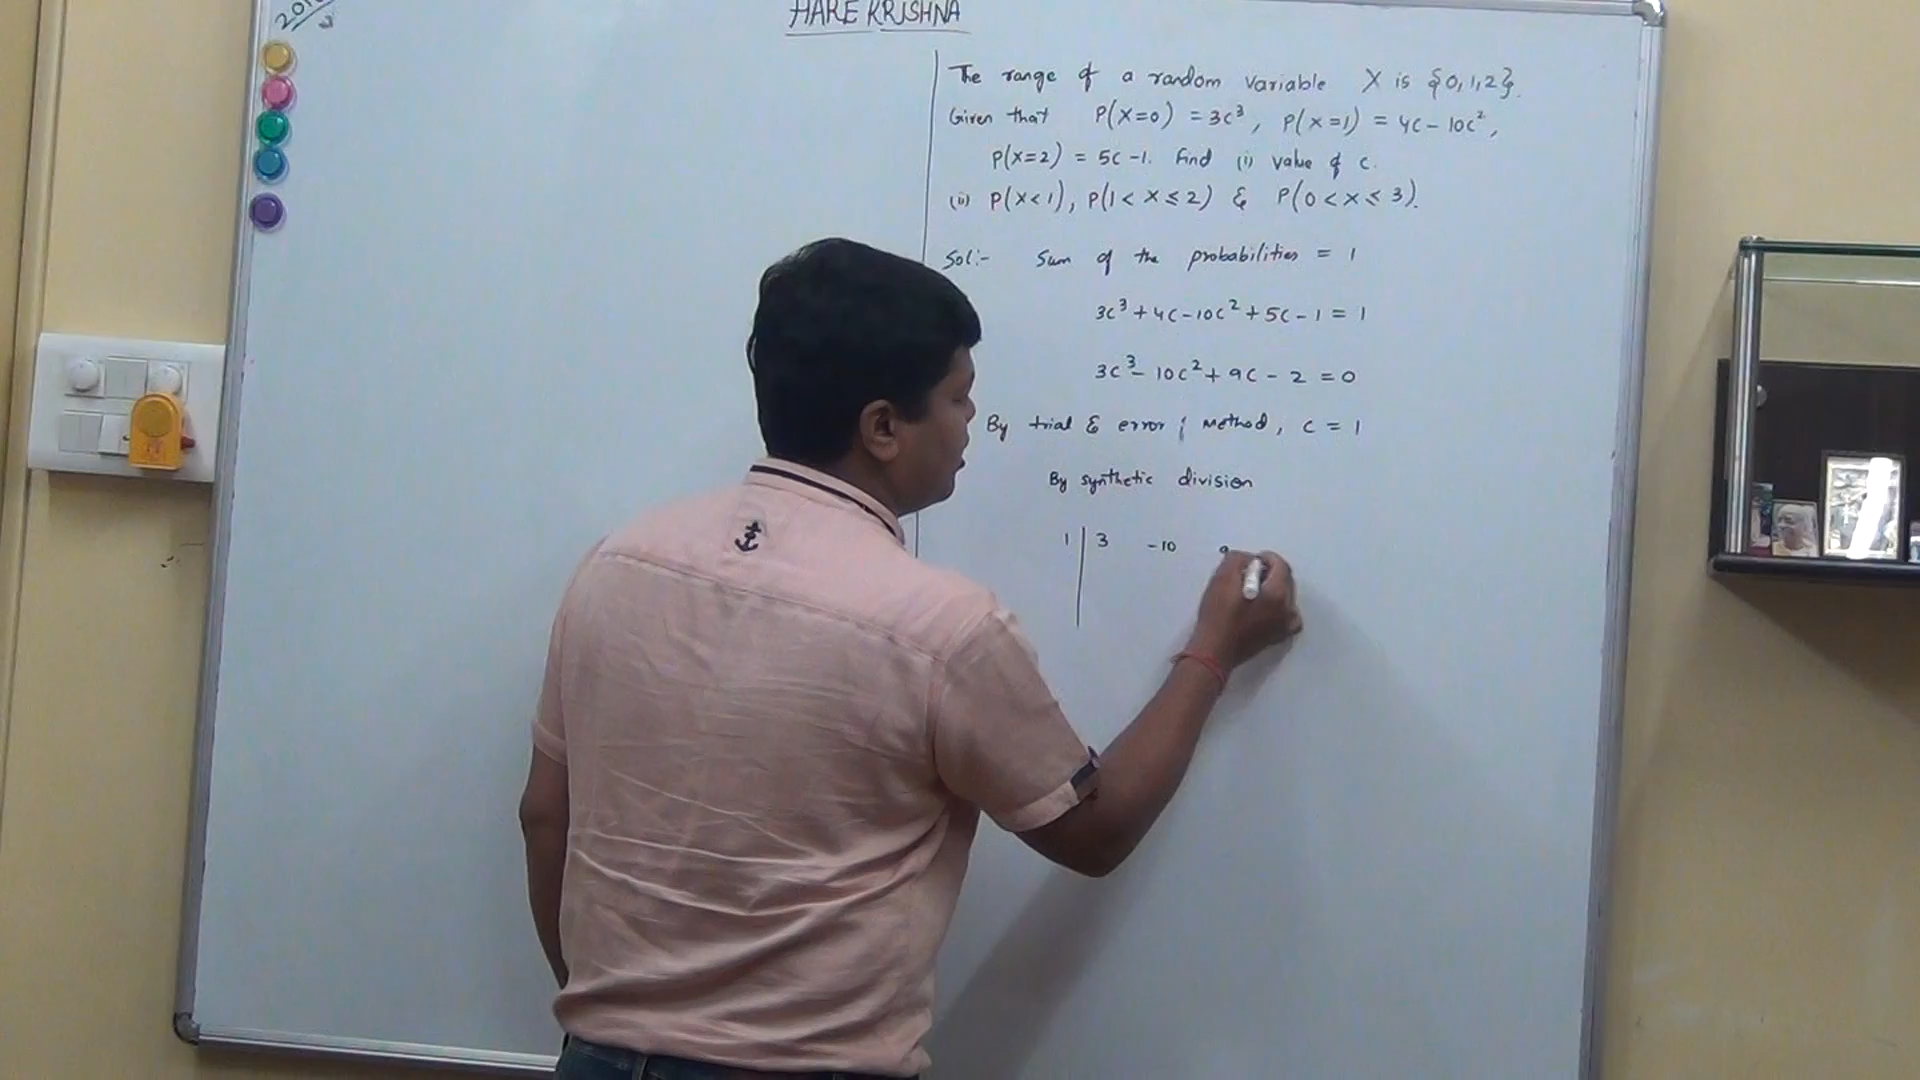 HARE KRISHNA
The range of a random variable X is {0,1,2}.
Given that P(X=0) = 3c³, P(X=1) = 4c - 10c²,
P(X=2) = 5c - 1. Find (i) value of c.
(ii) P(X<1), P(1 < X ≤ 2) & P(0 < X ≤ 3).
Sol:- Sum of the probabilities = 1
3c³ + 4c - 10c² + 5c - 1 = 1
3c³ - 10c² + 9c - 2 = 0
By trial & error method, c = 1
By synthetic division
1 | 3 -10 9